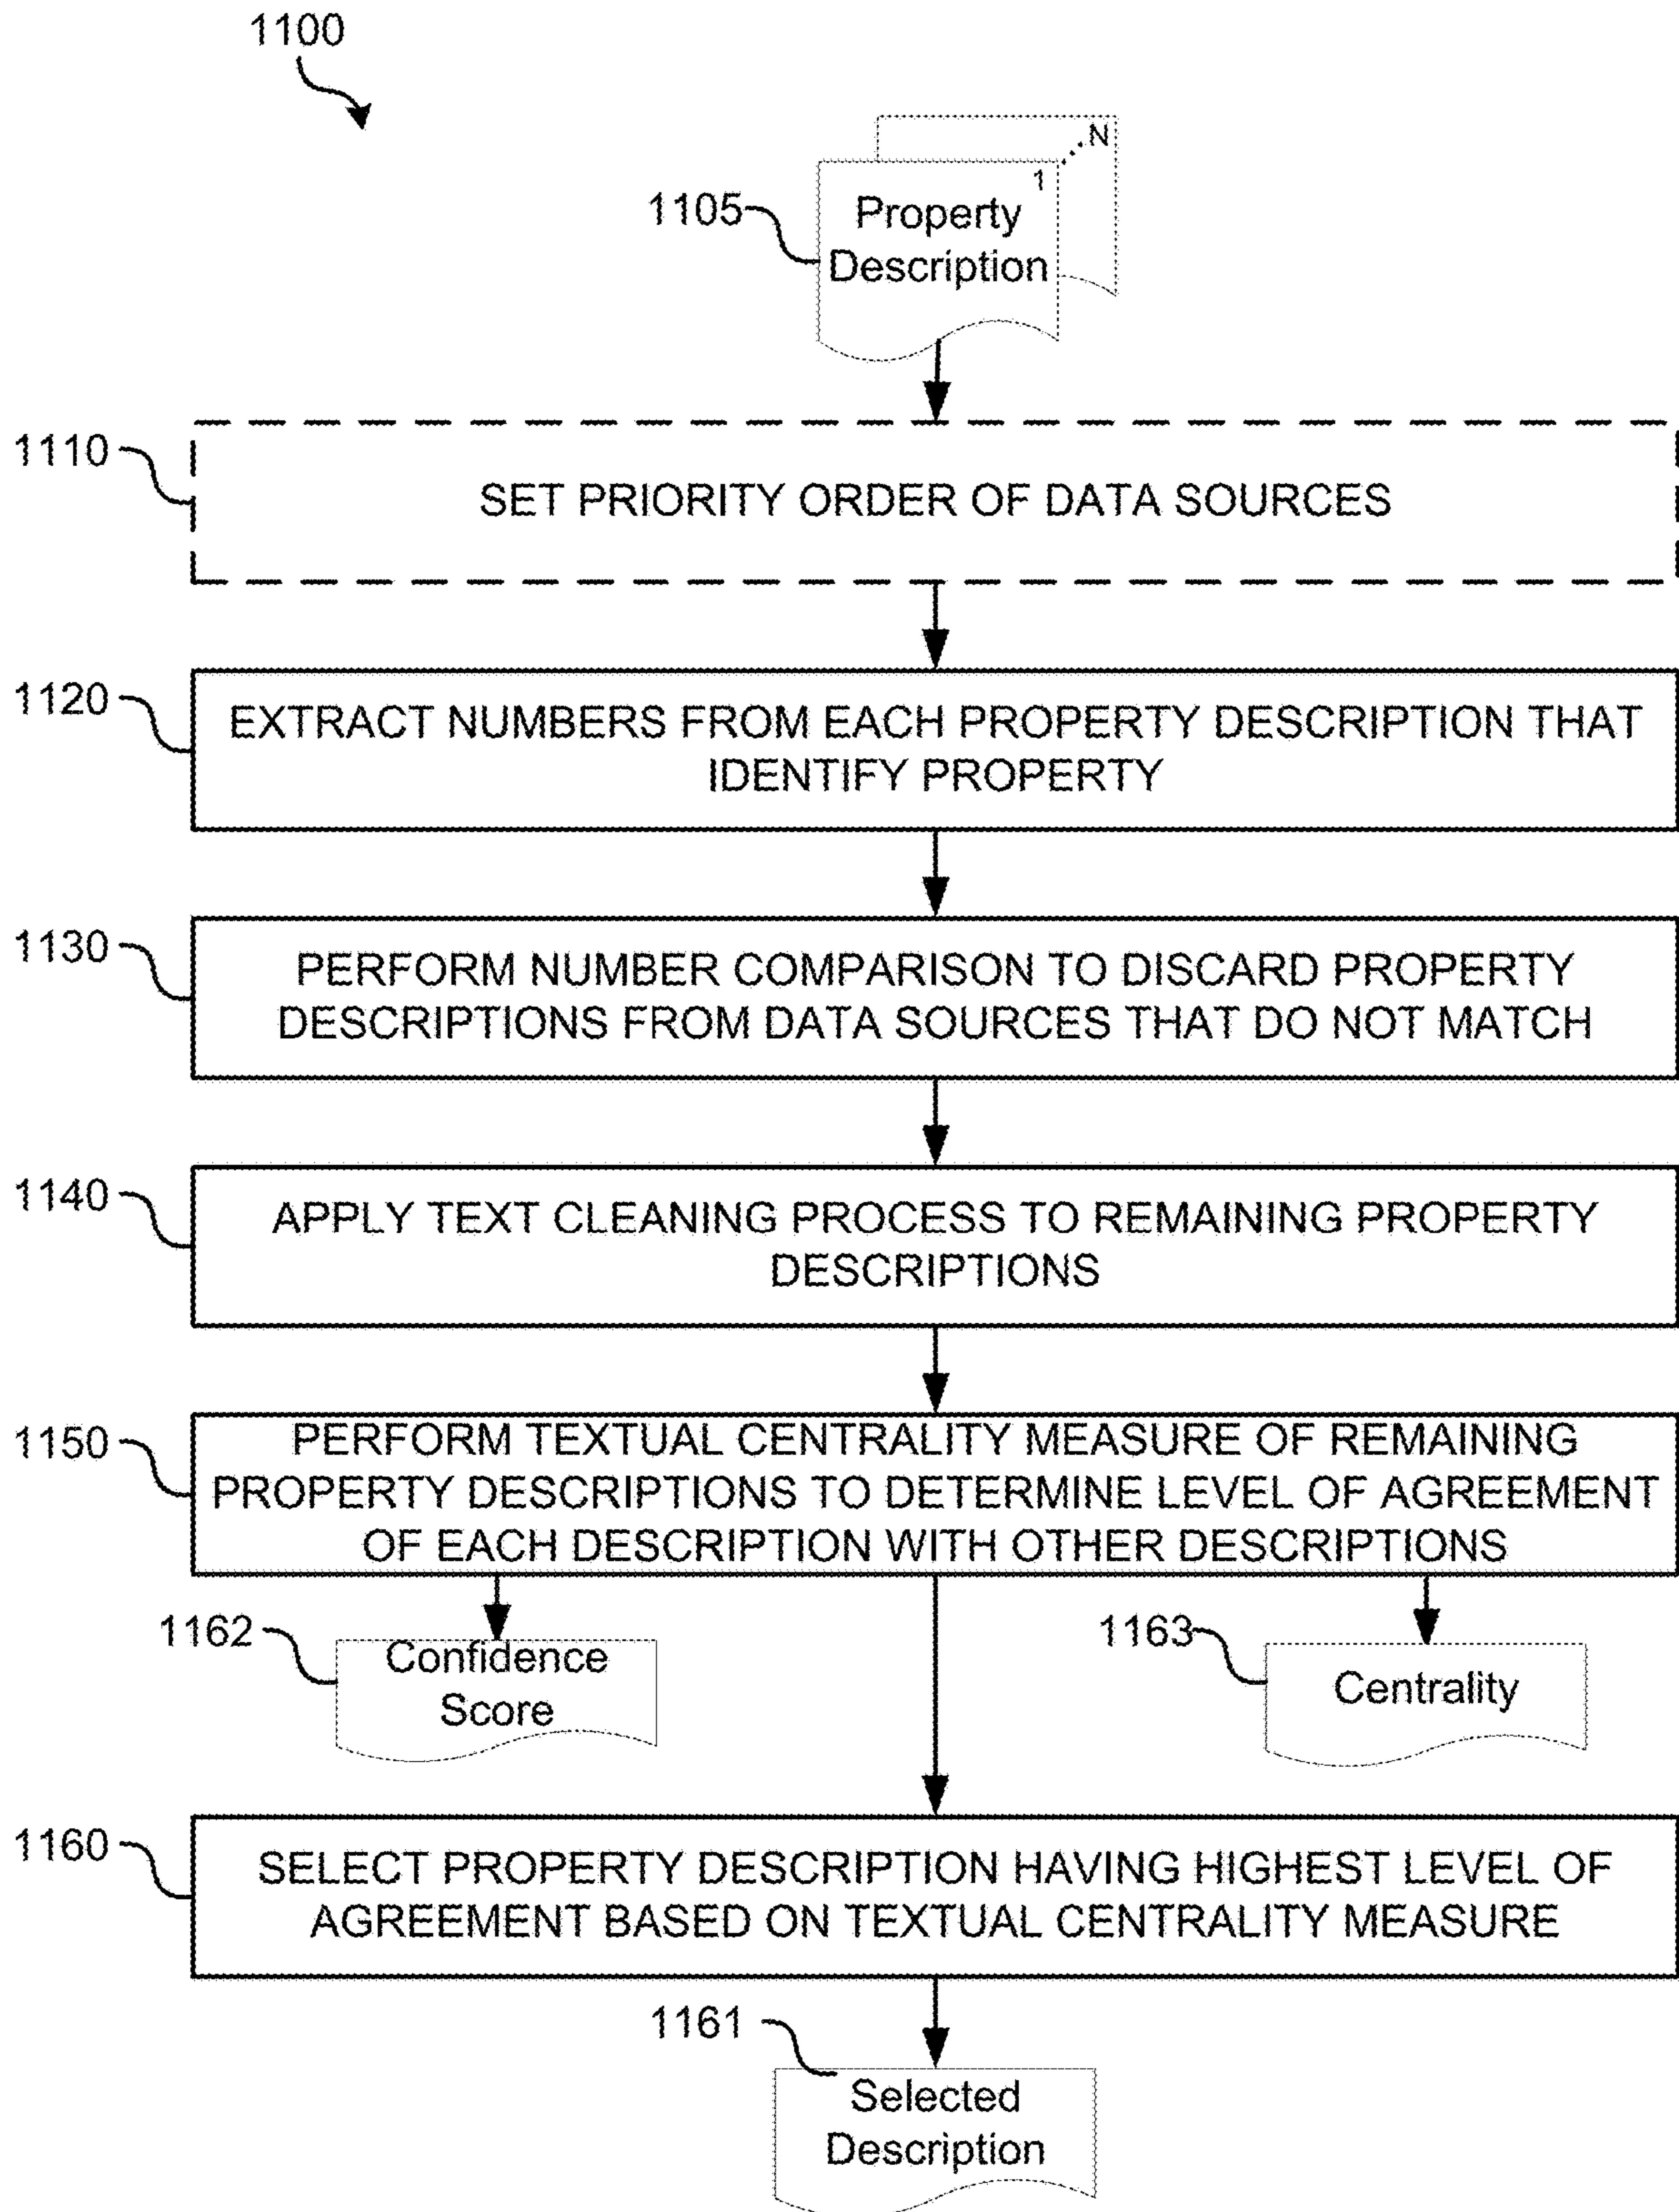 1100
N
1
1105
Property
Description
1110
SET PRIORITY ORDER OF DATA SOURCES
1120
EXTRACT NUMBERS FROM EACH PROPERTY DESCRIPTION THAT
IDENTIFY PROPERTY
1130
PERFORM NUMBER COMPARISON TO DISCARD PROPERTY
DESCRIPTIONS FROM DATA SOURCES THAT DO NOT MATCH
1140
APPLY TEXT CLEANING PROCESS TO REMAINING PROPERTY
DESCRIPTIONS
1150
PERFORM TEXTUAL CENTRALITY MEASURE OF REMAINING
PROPERTY DESCRIPTIONS TO DETERMINE LEVEL OF AGREEMENT
OF EACH DESCRIPTION WITH OTHER DESCRIPTIONS
1162
Confidence
Score
1163
Centrality
1160
SELECT PROPERTY DESCRIPTION HAVING HIGHEST LEVEL OF
AGREEMENT BASED ON TEXTUAL CENTRALITY MEASURE
1161
Selected
Description